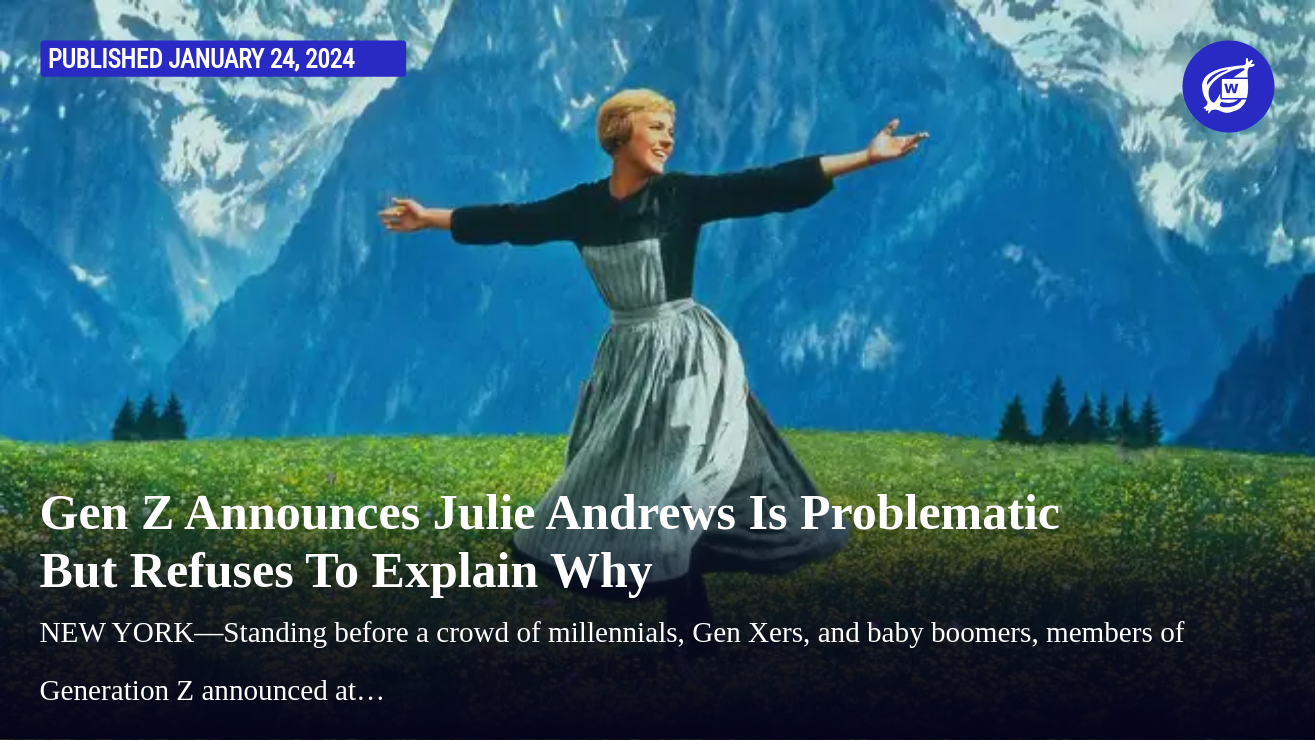 PUBLISHED JANUARY 24, 2024
W
Gen Z Announces Julie Andrews Is Problematic
But Refuses To Explain Why
NEW YORK—Standing before a crowd of millennials, Gen Xers, and baby boomers, members of
Generation Z announced at…